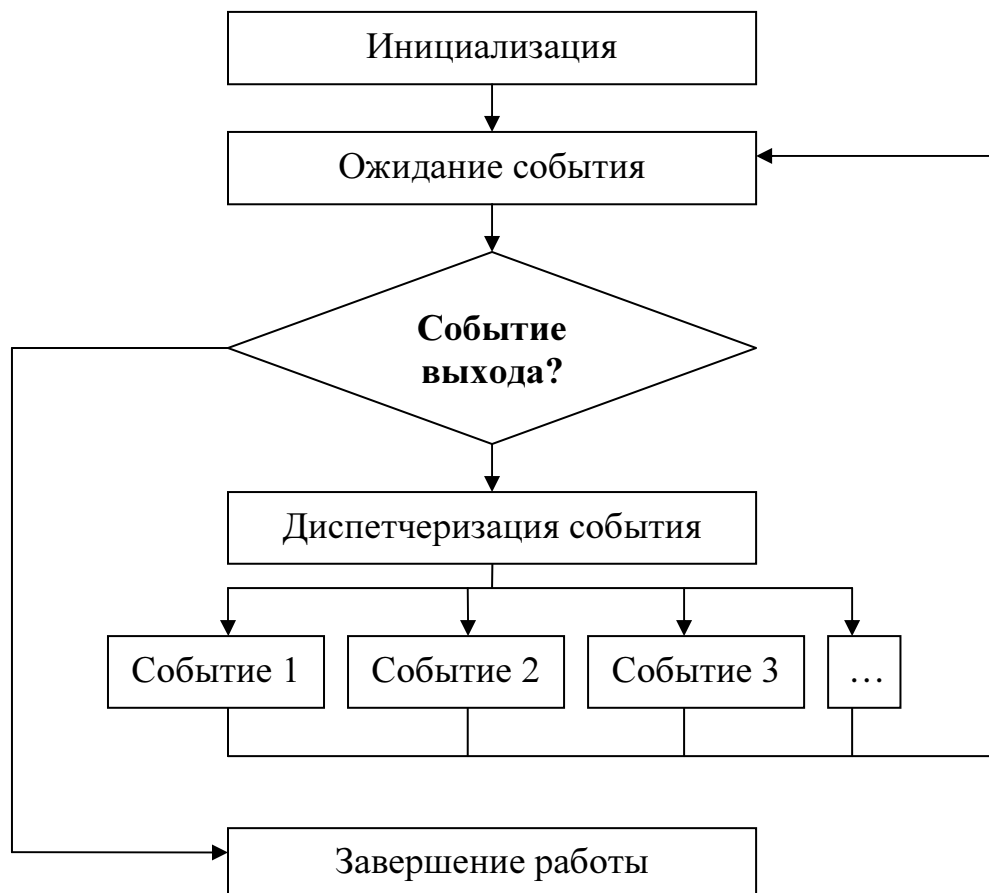 Инициализация
Ожидание события
Событие
выхода?
Диспетчеризация события
Событие 1
Событие 2
Событие 3
…
Завершение работы